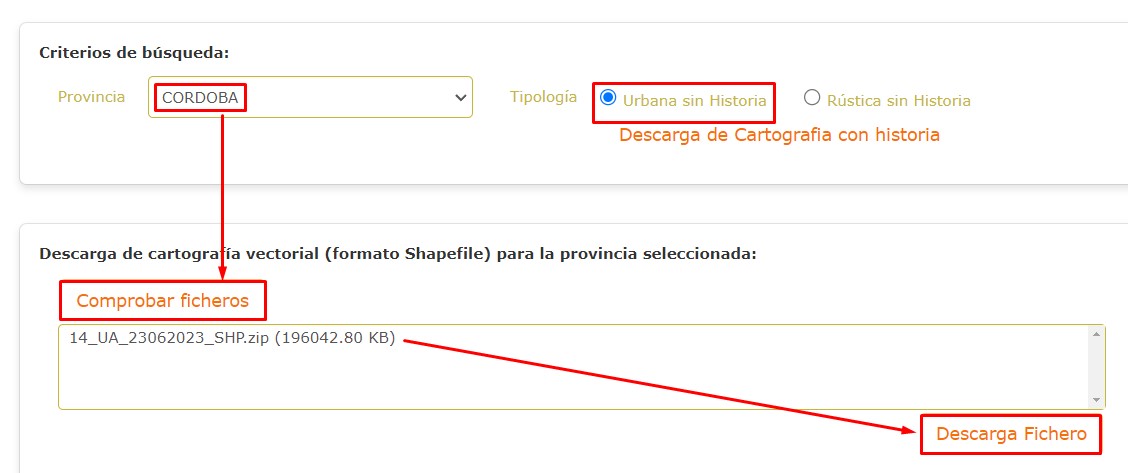 Criterios de búsqueda:
Provincia CORDOBA Tipología Urbana sin Historia Rústica sin Historia
Descarga de Cartografia con historia
Descarga de cartografía vectorial (formato Shapefile) para la provincia seleccionada:
Comprobar ficheros
14_UA_23062023_SHP.zip (196042.80 KB)
Descarga Fichero